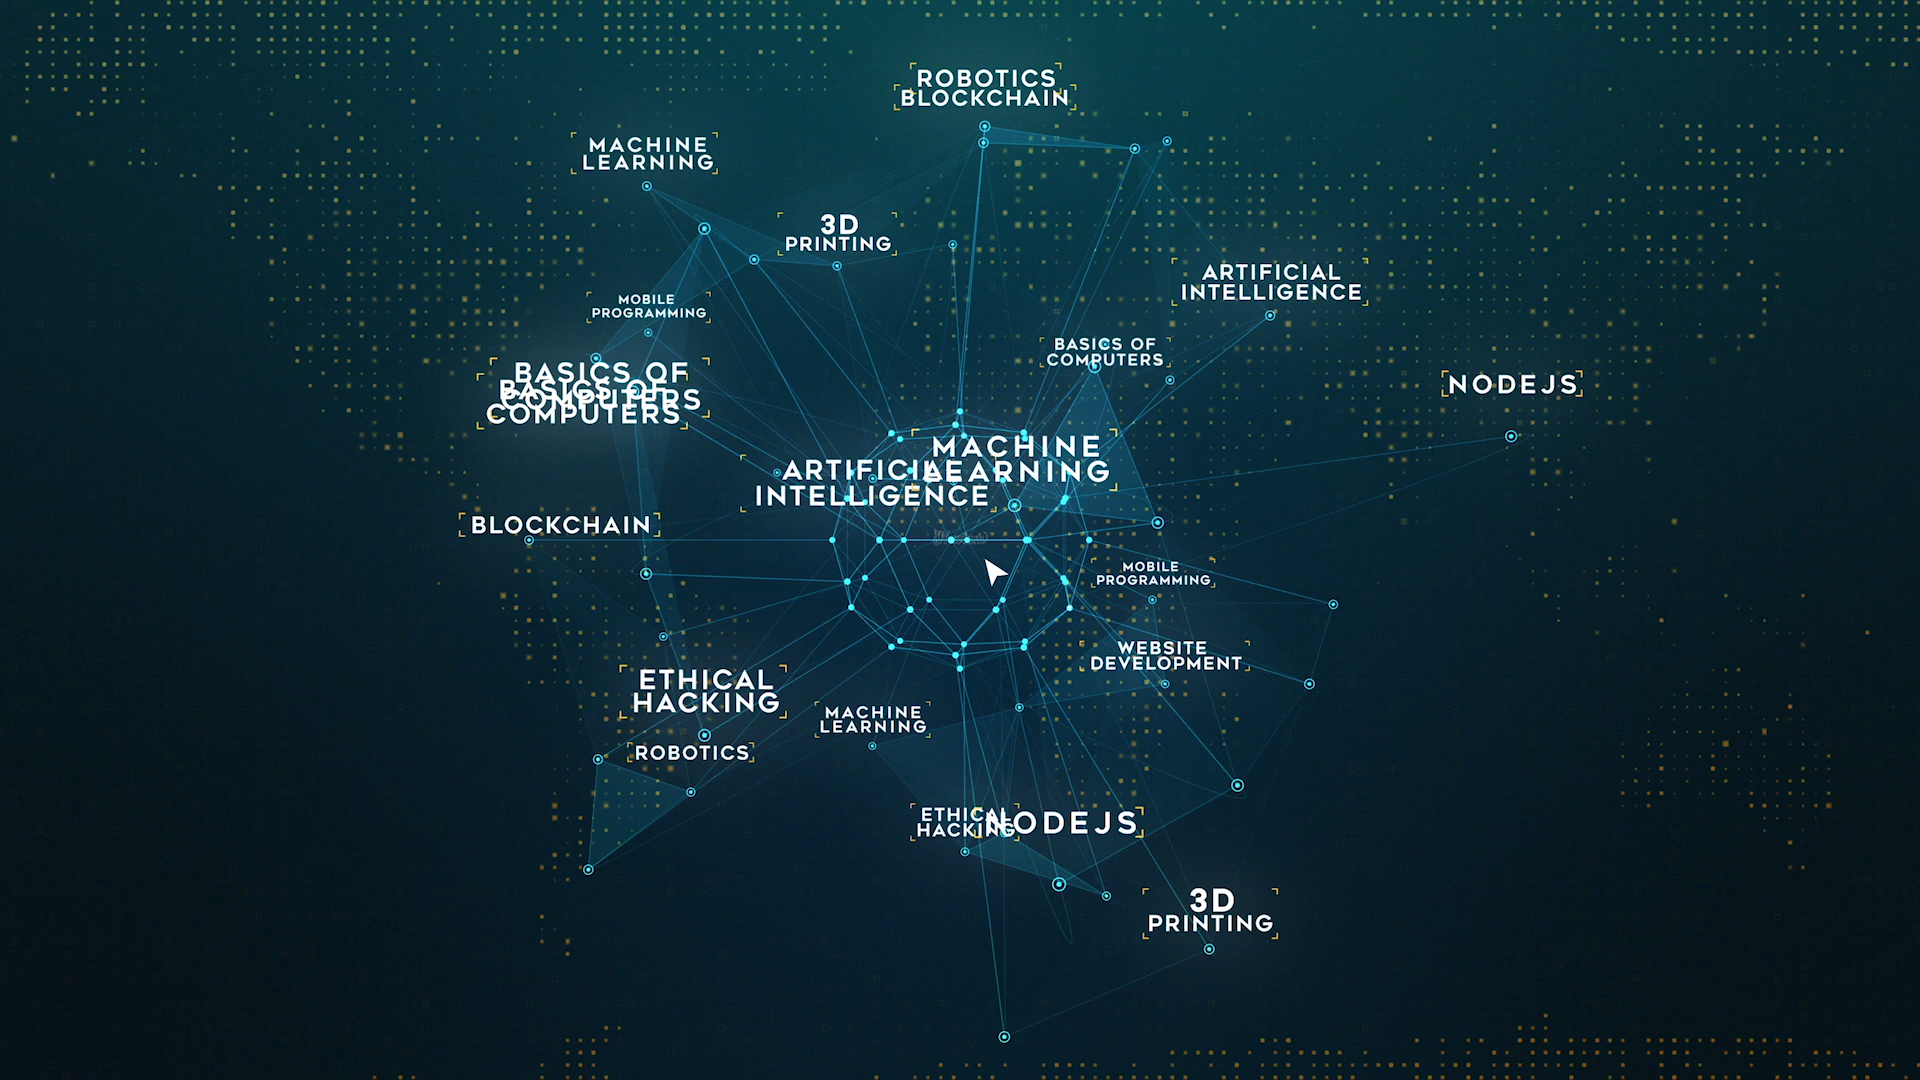 ROBOTICS
BLOCKCHAIN
MACHINE
LEARNING
3D
PRINTING
ARTIFICIAL
INTELLIGENCE
MOBILE
PROGRAMMING
BASICS OF
COMPUTERS
BASICS OF
COMPUTERS
BASICS OF
COMPUTERS
NODEJS
MACHINE
LEARNING
ARTIFICIAL
INTELLIGENCE
BLOCKCHAIN
MOBILE
PROGRAMMING
WEBSITE
DEVELOPMENT
ETHICAL
HACKING
MACHINE
LEARNING
ROBOTICS
ETHICAL
HACKING
NODEJS
3D
PRINTING